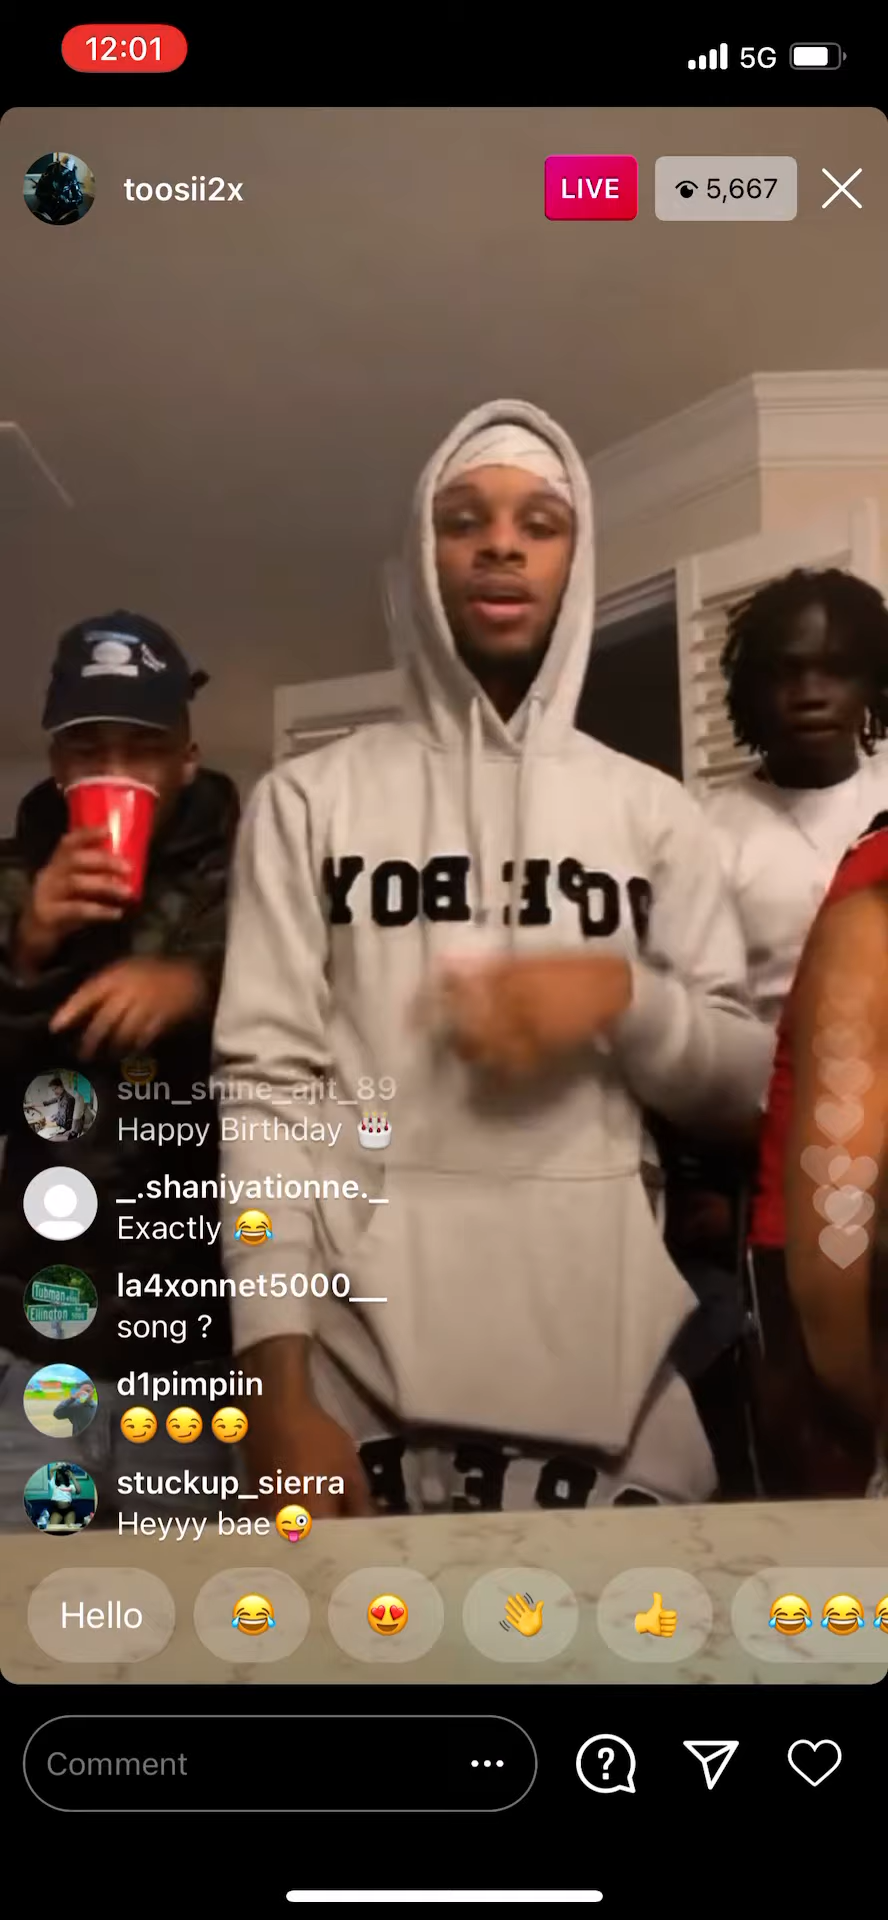 12:01
5G
toosii2x
LIVE
5,667
YOB
sun_shine_ajit_89
Happy Birthday 🎂
_.shaniyationne._
Exactly 😂
la4xonnet5000__
song ?
d1pimpiin
😏😏😏
stuckup_sierra
Heyyy bae😜
Hello
😂
😍
👋
👍
😂😂
Comment